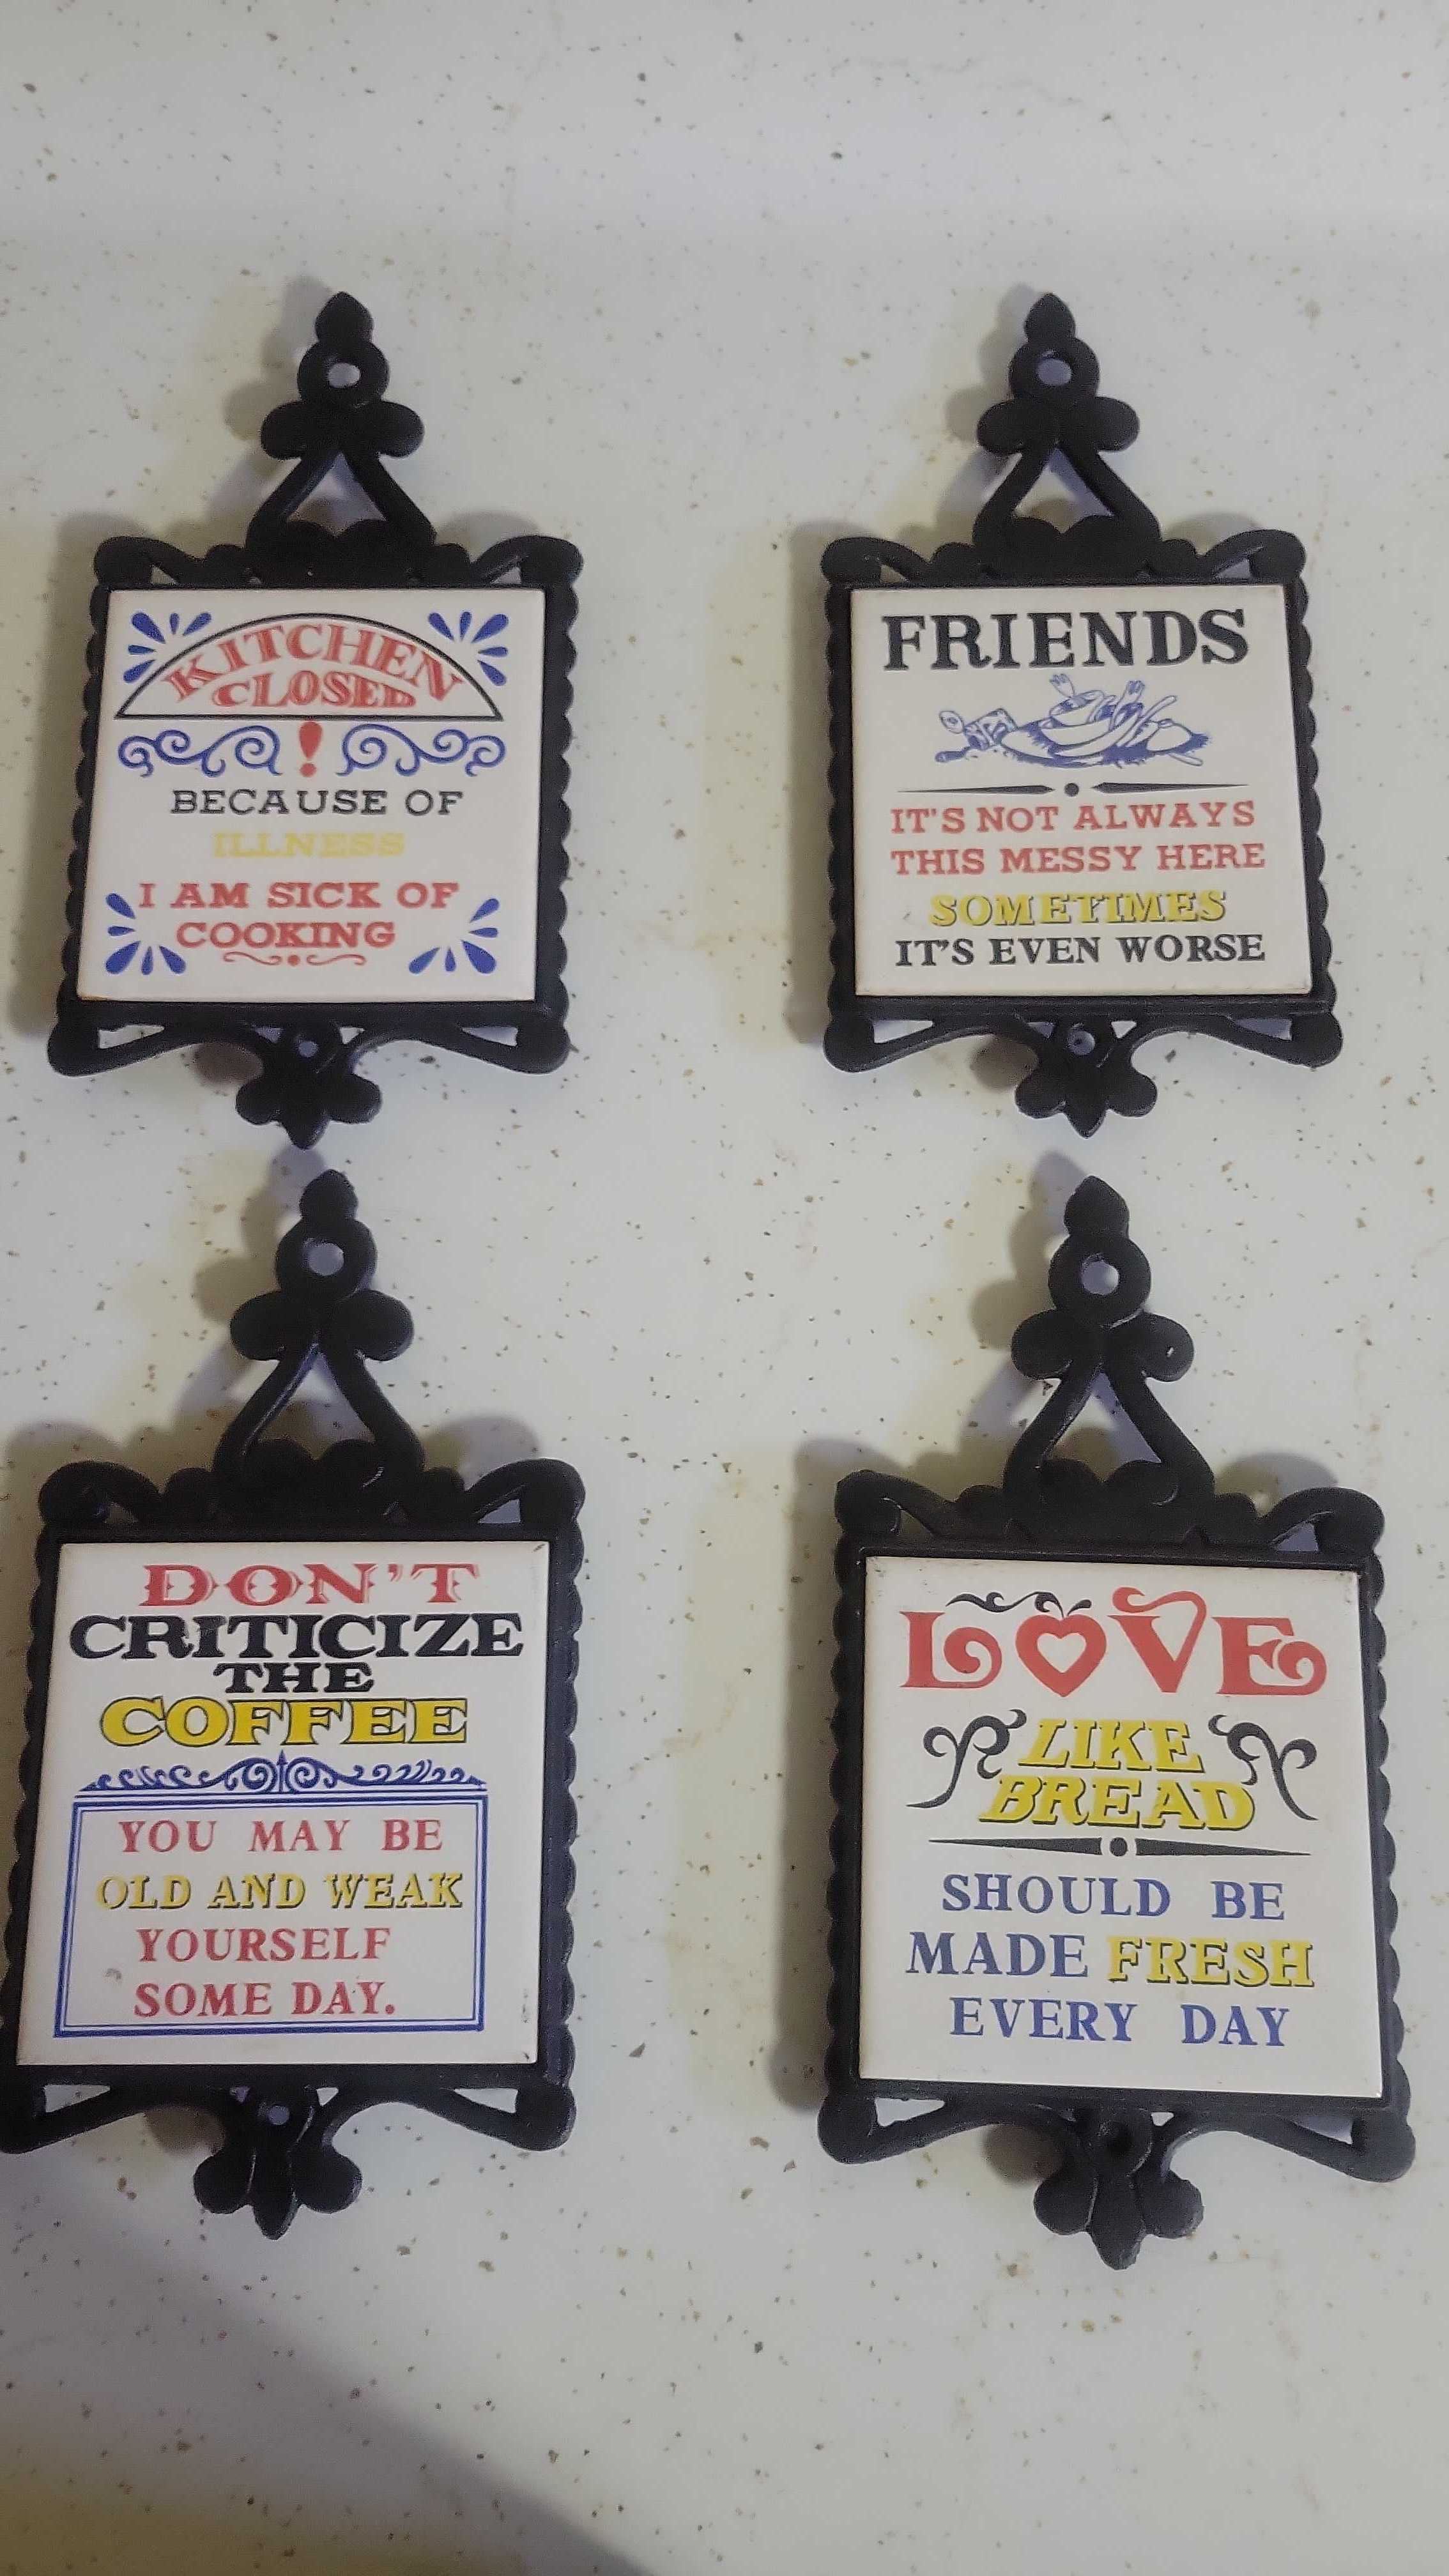 KITCHEN
CLOSED
!
BECAUSE OF
ILLNESS
I AM SICK OF
COOKING
FRIENDS
IT'S NOT ALWAYS
THIS MESSY HERE
SOMETIMES
IT'S EVEN WORSE
DON'T
CRITICIZE
THE
COFFEE
YOU MAY BE
OLD AND WEAK
YOURSELF
SOME DAY.
LOVE
LIKE
BREAD
SHOULD BE
MADE FRESH
EVERY DAY